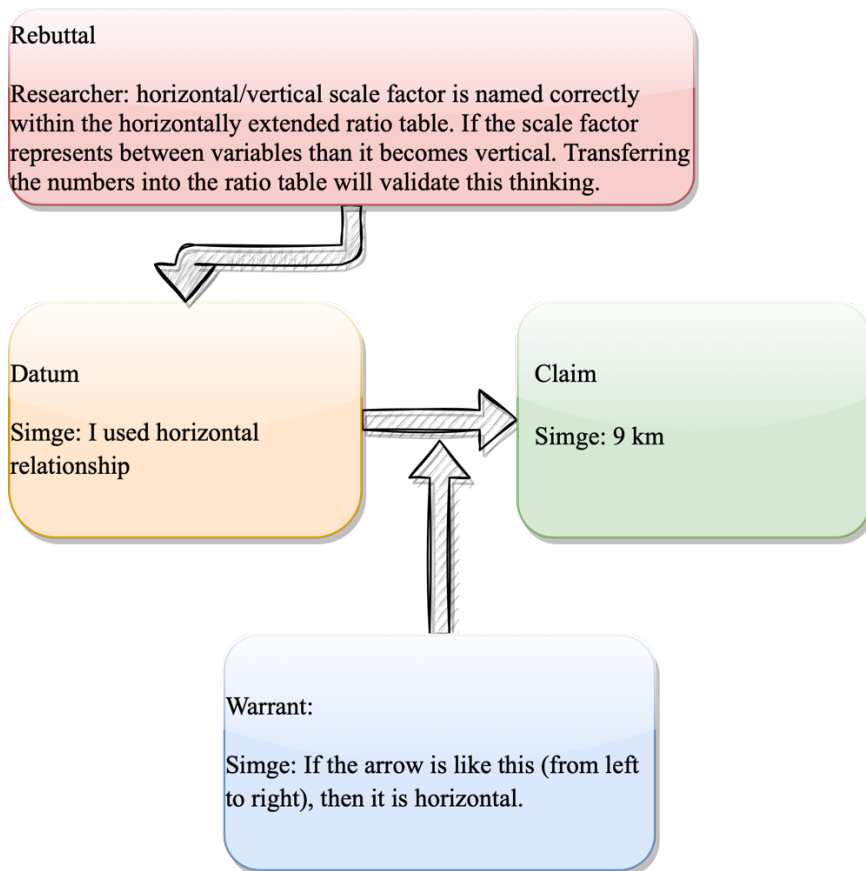 Rebuttal
Researcher: horizontal/vertical scale factor is named correctly
within the horizontally extended ratio table. If the scale factor
represents between variables than it becomes vertical. Transferring
the numbers into the ratio table will validate this thinking.
Datum
Simge: I used horizontal
relationship
Claim
Simge: 9 km
Warrant:
Simge: If the arrow is like this (from left
to right), then it is horizontal.